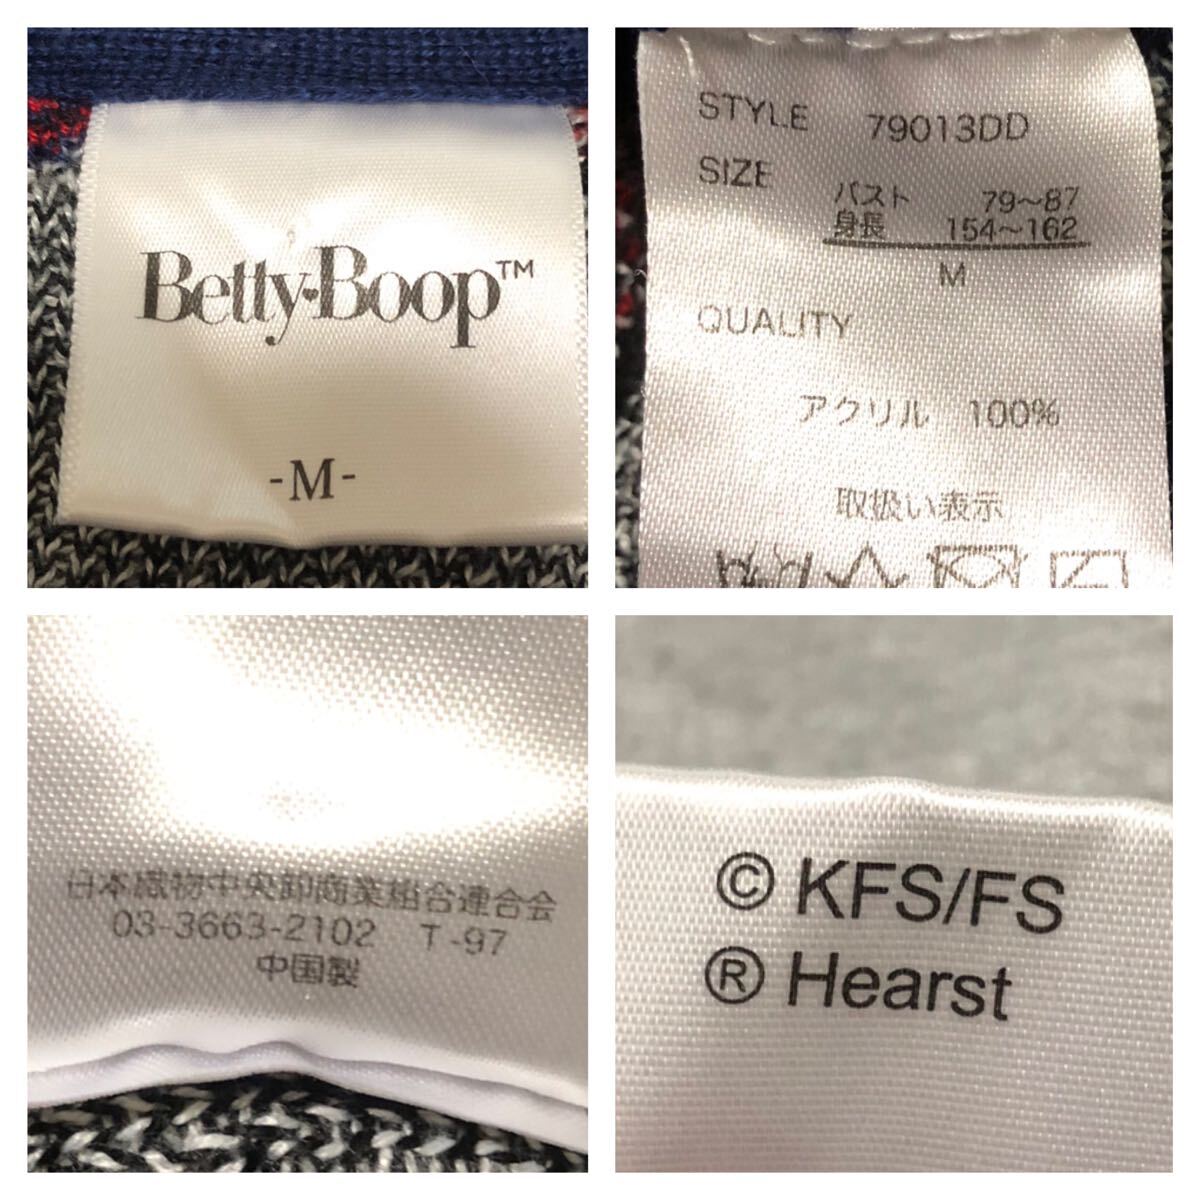 Betty♥Boop™
-M-
STYLE 79013DD
SIZE
バスト 79〜87
身長 154〜162
M
QUALITY
アクリル 100%
取扱い表示
日本織物中央卸商業組合連合会
03-3663-2102 T-97
中国製
© KFS/FS
® Hearst